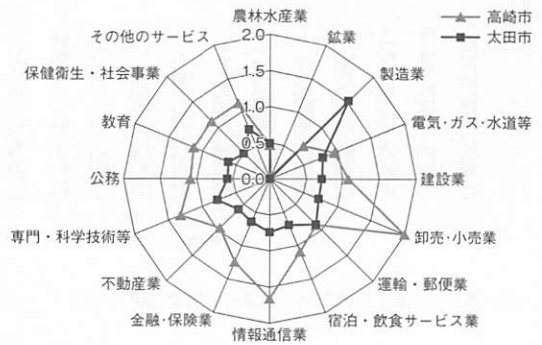 農林水産業
鉱業
製造業
電気・ガス・水道等
建設業
卸売・小売業
運輸・郵便業
宿泊・飲食サービス業
情報通信業
金融・保険業
不動産業
専門・科学技術等
公務
教育
保健衛生・社会事業
その他のサービス
2.0
1.5
1.0
0.5
0.0
高崎市
太田市